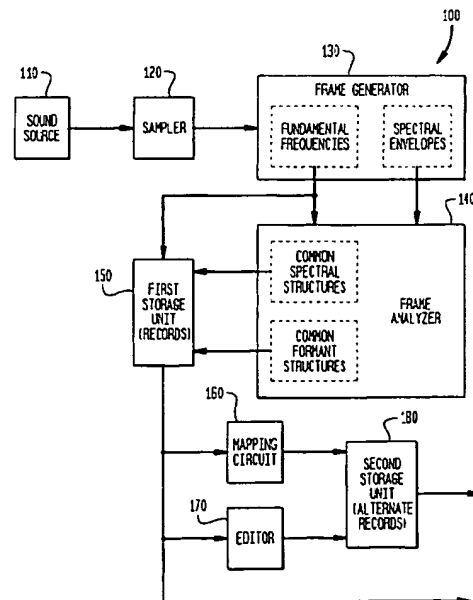 100
110
120
130
SOUND
SOURCE
SAMPLER
FRAME GENERATOR
FUNDAMENTAL
FREQUENCIES
SPECTRAL
ENVELOPES
140
150
FIRST
STORAGE
UNIT
(RECORDS)
COMMON
SPECTRAL
STRUCTURES
COMMON
FORMANT
STRUCTURES
FRAME
ANALYZER
160
MAPPING
CIRCUIT
170
EDITOR
180
SECOND
STORAGE
UNIT
(ALTERNATE
RECORDS)